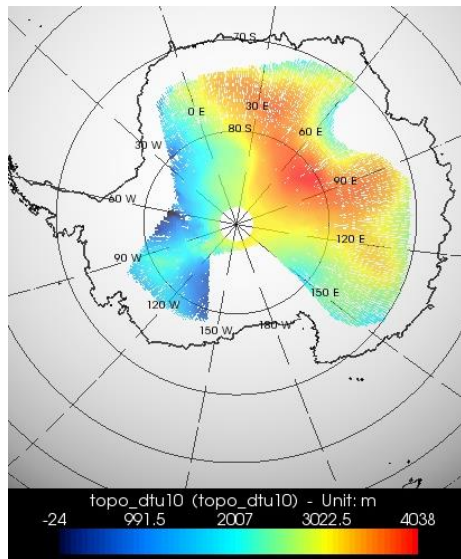 70 S
0 E
30 E
80 S
60 E
30 W
90 E
60 W
120 E
90 W
150 E
120 W
150 W
180 W
topo_dtu10 (topo_dtu10) - Unit: m
-24 991.5 2007 3022.5 4038